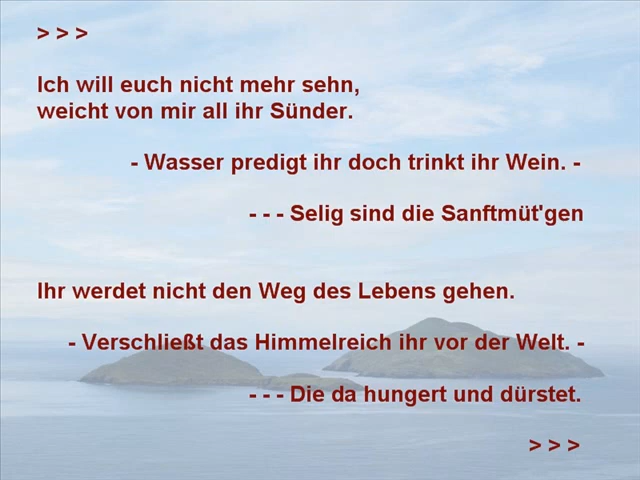 > > >
Ich will euch nicht mehr sehn,
weicht von mir all ihr Sünder.
- Wasser predigt ihr doch trinkt ihr Wein. -
- - - Selig sind die Sanftmüt'gen
Ihr werdet nicht den Weg des Lebens gehen.
- Verschließt das Himmelreich ihr vor der Welt. -
- - - Die da hungert und dürstet.
> > >